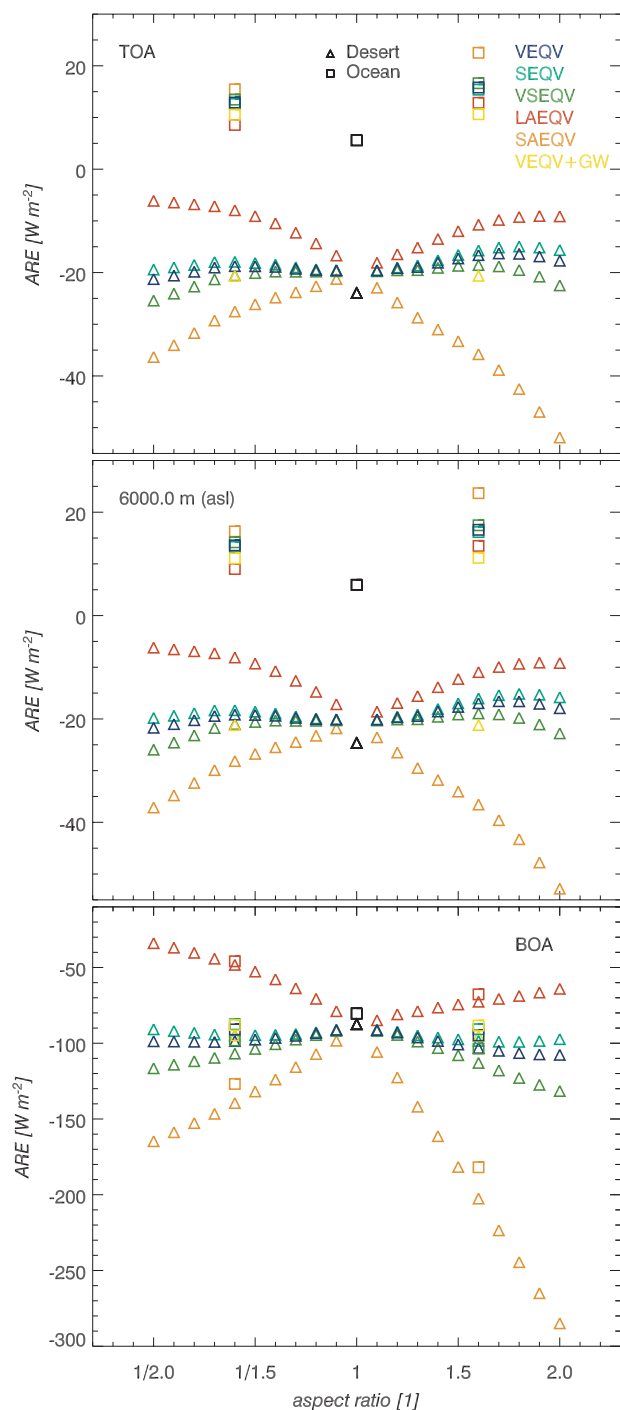 TOA
Desert
Ocean
VEQV
SEQV
VSEQV
LAEQV
SAEQV
VEQV+GW
20
0
-20
-40
ARE [W m-2]
6000.0 m (asl)
20
0
-20
-40
ARE [W m-2]
BOA
-50
-100
-150
-200
-250
-300
ARE [W m-2]
1/2.0 1/1.5 1 1.5 2.0
aspect ratio [1]